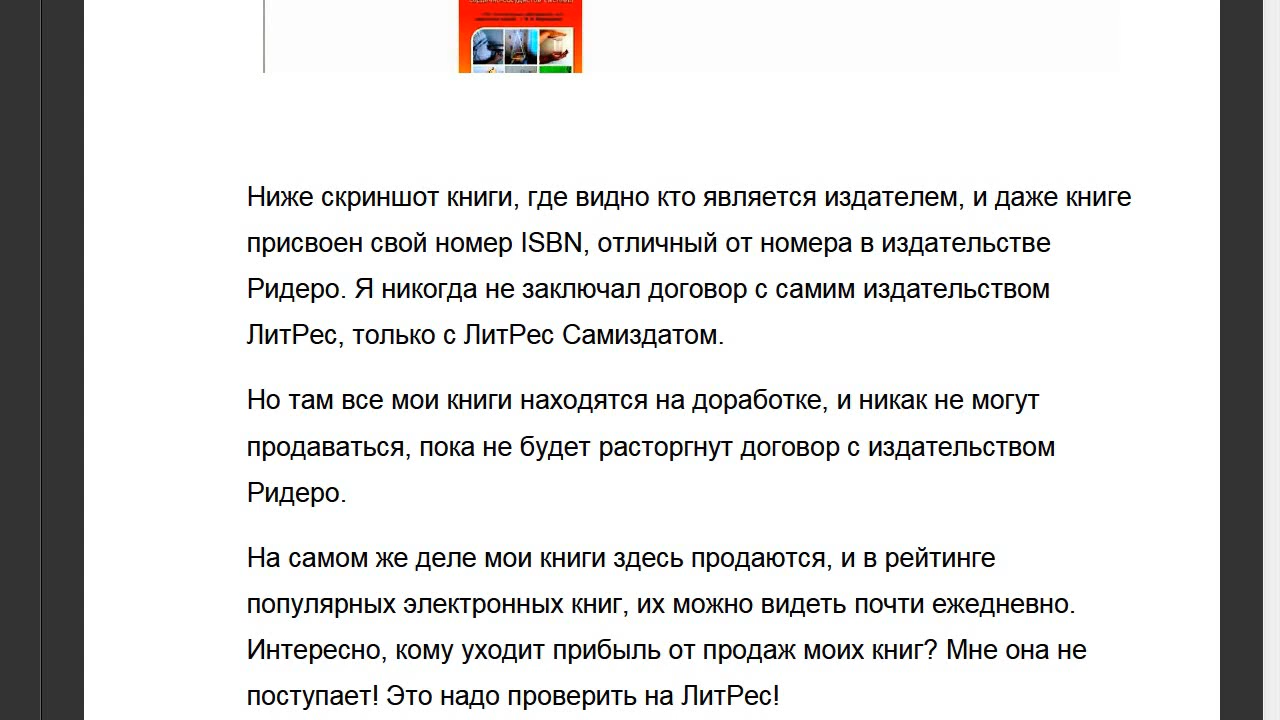 Ниже скриншот книги, где видно кто является издателем, и даже книге
присвоен свой номер ISBN, отличный от номера в издательстве
Ридеро. Я никогда не заключал договор с самим издательством
ЛитРес, только с ЛитРес Самиздатом.
Но там все мои книги находятся на доработке, и никак не могут
продаваться, пока не будет расторгнут договор с издательством
Ридеро.
На самом же деле мои книги здесь продаются, и в рейтинге
популярных электронных книг, их можно видеть почти ежедневно.
Интересно, кому уходит прибыль от продаж моих книг? Мне она не
поступает! Это надо проверить на ЛитРес!